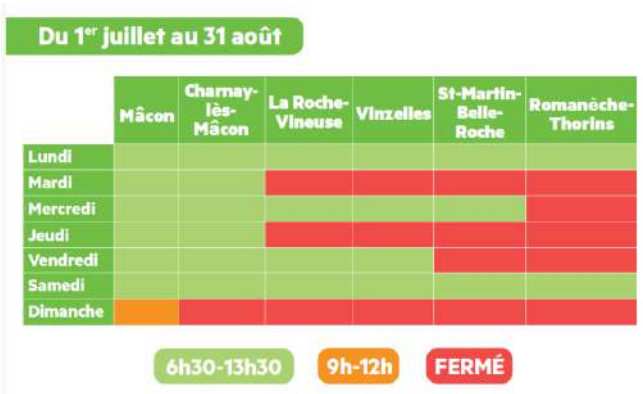 Du 1er juillet au 31 août
Mâcon
Charnay-
lès-
Mâcon
La Roche-
Vineuse
Vinzelles
St-Martin-
Belle-
Roche
Romanèche-
Thorins
Lundi
Mardi
Mercredi
Jeudi
Vendredi
Samedi
Dimanche
6h30-13h30
9h-12h
FERMÉ